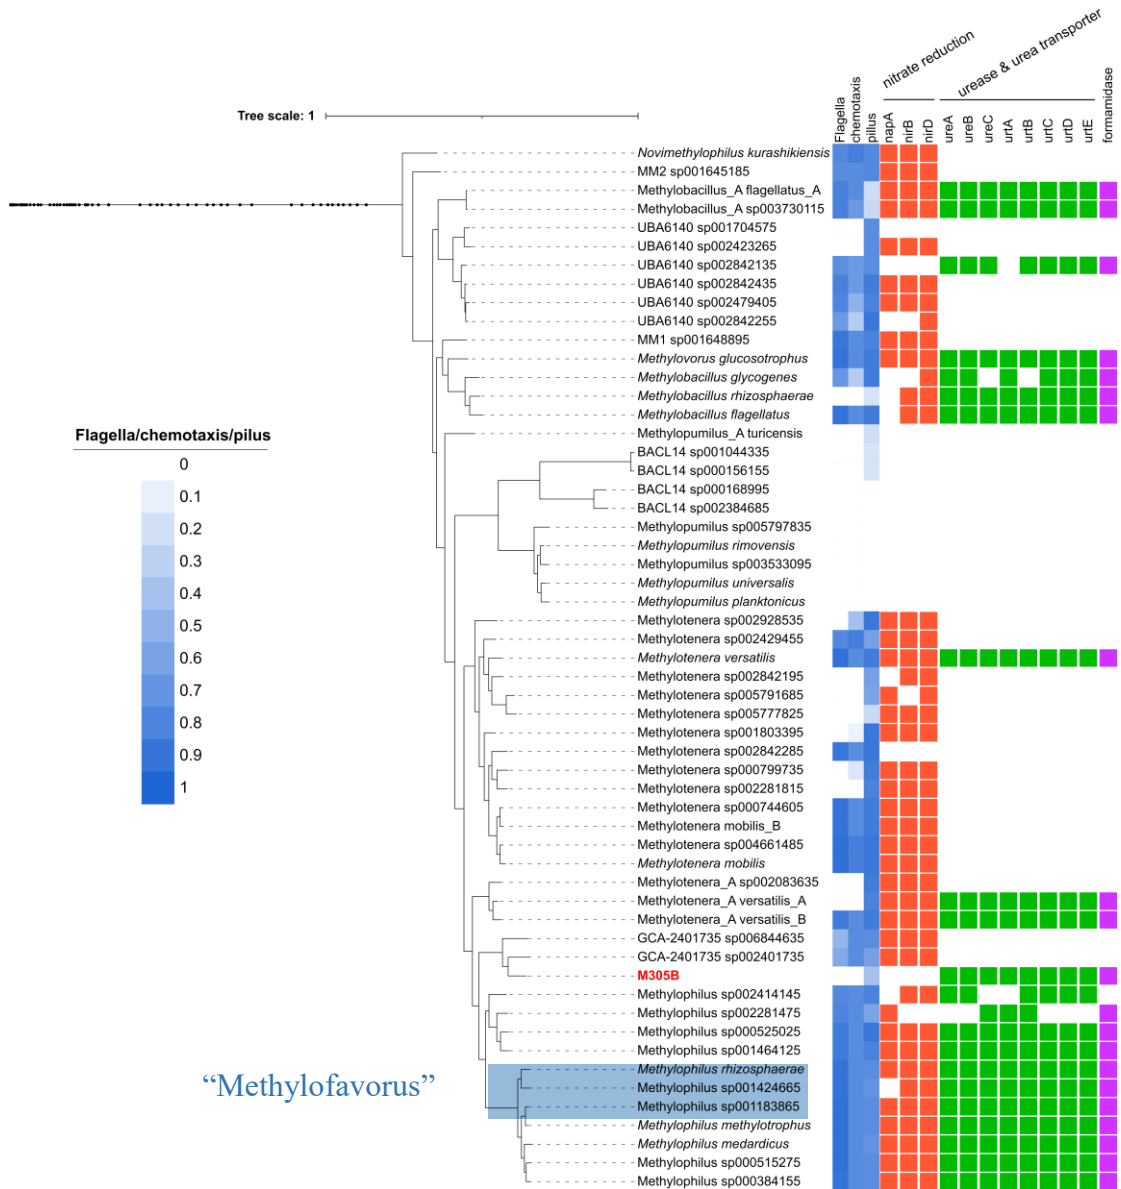 nitrate reduction
urease & urea transporter
Tree scale: 1
Flagella
chemotaxis
pillus
napA
nirB
nirD
ureA
ureB
ureC
urtA
urtB
urtC
urtD
urtE
formamidase
Novimethylophilus kurashikiensis
MM2 sp001645185
Methylobacillus_A flagellatus_A
Methylobacillus_A sp003730115
UBA6140 sp001704575
UBA6140 sp002423265
UBA6140 sp002842135
UBA6140 sp002842435
UBA6140 sp002479405
UBA6140 sp002842255
MM1 sp001648895
Methylovorus glucosotrophus
Methylobacillus glycogenes
Methylobacillus rhizosphaerae
Methylobacillus flagellatus
Methylopumilus_A turicensis
BACL14 sp001044335
BACL14 sp000156155
BACL14 sp000168995
BACL14 sp002384685
Methylopumilus sp005797835
Methylopumilus rimovensis
Methylopumilus sp003533095
Methylopumilus universalis
Methylopumilus planktonicus
Methylotenera sp002928535
Methylotenera sp002429455
Methylotenera versatilis
Methylotenera sp002842195
Methylotenera sp005791685
Methylotenera sp005777825
Methylotenera sp001803395
Methylotenera sp002842285
Methylotenera sp000799735
Methylotenera sp002281815
Methylotenera sp000744605
Methylotenera mobilis_B
Methylotenera sp004661485
Methylotenera mobilis
Methylotenera_A sp002083635
Methylotenera_A versatilis_A
Methylotenera_A versatilis_B
GCA-2401735 sp006844635
GCA-2401735 sp002401735
M305B
Methylophilus sp002414145
Methylophilus sp002281475
Methylophilus sp000525025
Methylophilus sp001464125
Methylophilus rhizosphaerae
Methylophilus sp001424665
Methylophilus sp001183865
Methylophilus methylotrophus
Methylophilus medardicus
Methylophilus sp000515275
Methylophilus sp000384155
Flagella/chemotaxis/pilus
0
0.1
0.2
0.3
0.4
0.5
0.6
0.7
0.8
0.9
1
“Methylofavorus”